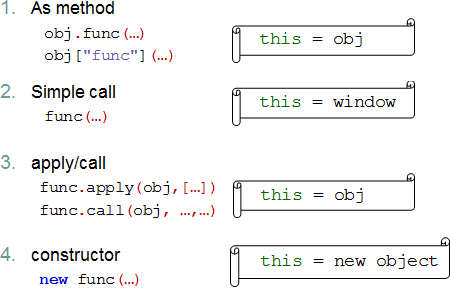 1. As method
obj.func(…)
obj["func"](…)
this = obj
2. Simple call
func(…)
this = window
3. apply/call
func.apply(obj,[…])
func.call(obj, …,…)
this = obj
4. constructor
new func(…)
this = new object